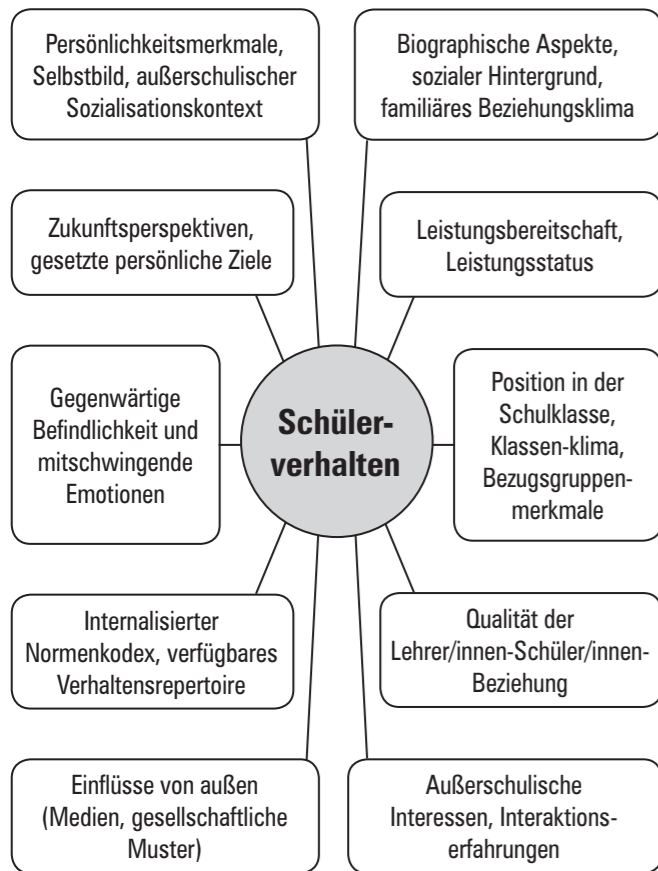 Persönlichkeitsmerkmale,
Selbstbild, außerschulischer
Sozialisationskontext
Biographische Aspekte,
sozialer Hintergrund,
familiäres Beziehungsklima
Zukunftsperspektiven,
gesetzte persönliche Ziele
Leistungsbereitschaft,
Leistungsstatus
Gegenwärtige
Befindlichkeit und
mitschwingende
Emotionen
Schüler-
verhalten
Position in der
Schulklasse,
Klassen-klima,
Bezugsgruppen-
merkmale
Internalisierter
Normenkodex, verfügbares
Verhaltensrepertoire
Qualität der
Lehrer/innen-Schüler/innen-
Beziehung
Einflüsse von außen
(Medien, gesellschaftliche
Muster)
Außerschulische
Interessen, Interaktions-
erfahrungen